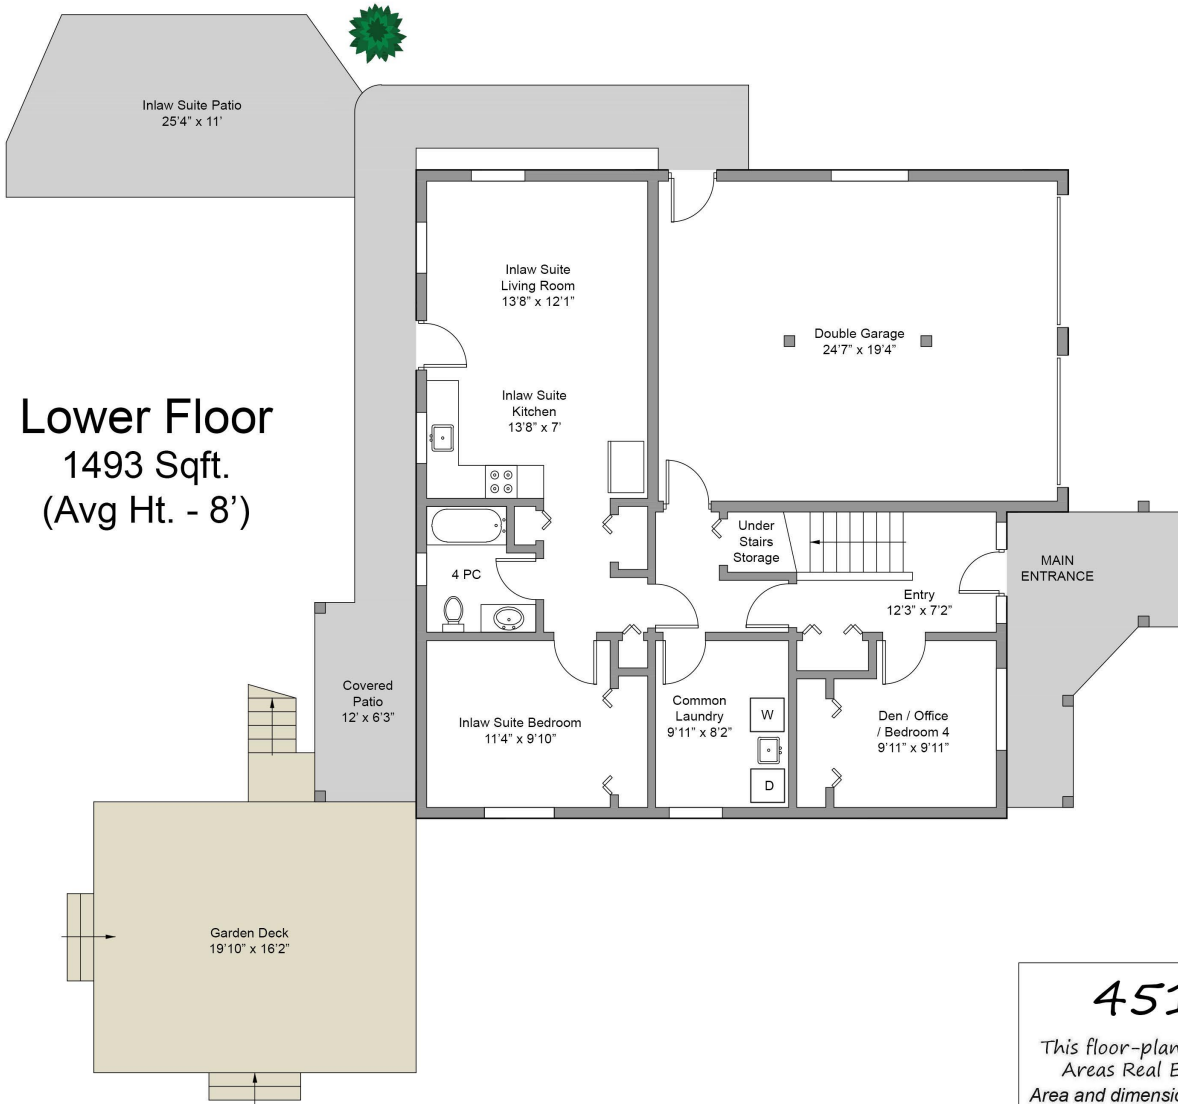 Inlaw Suite Patio
25'4" x 11'
Inlaw Suite
Living Room
13'8" x 12'1"
Double Garage
24'7" x 19'4"
Inlaw Suite
Kitchen
13'8" x 7'
Lower Floor
1493 Sqft.
(Avg Ht. - 8')
Under
Stairs
Storage
MAIN
ENTRANCE
4 PC
Entry
12'3" x 7'2"
Covered
Patio
12' x 6'3"
Inlaw Suite Bedroom
11'4" x 9'10"
Common
Laundry
9'11" x 8'2"
W
D
Den / Office
/ Bedroom 4
9'11" x 9'11"
Garden Deck
19'10" x 16'2"
451
This floor-plan
Areas Real E
Area and dimensio